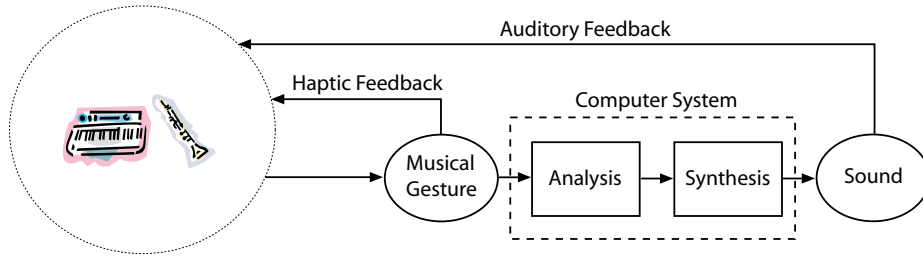 Auditory Feedback
Haptic Feedback
Computer System
Musical
Gesture
Analysis
Synthesis
Sound